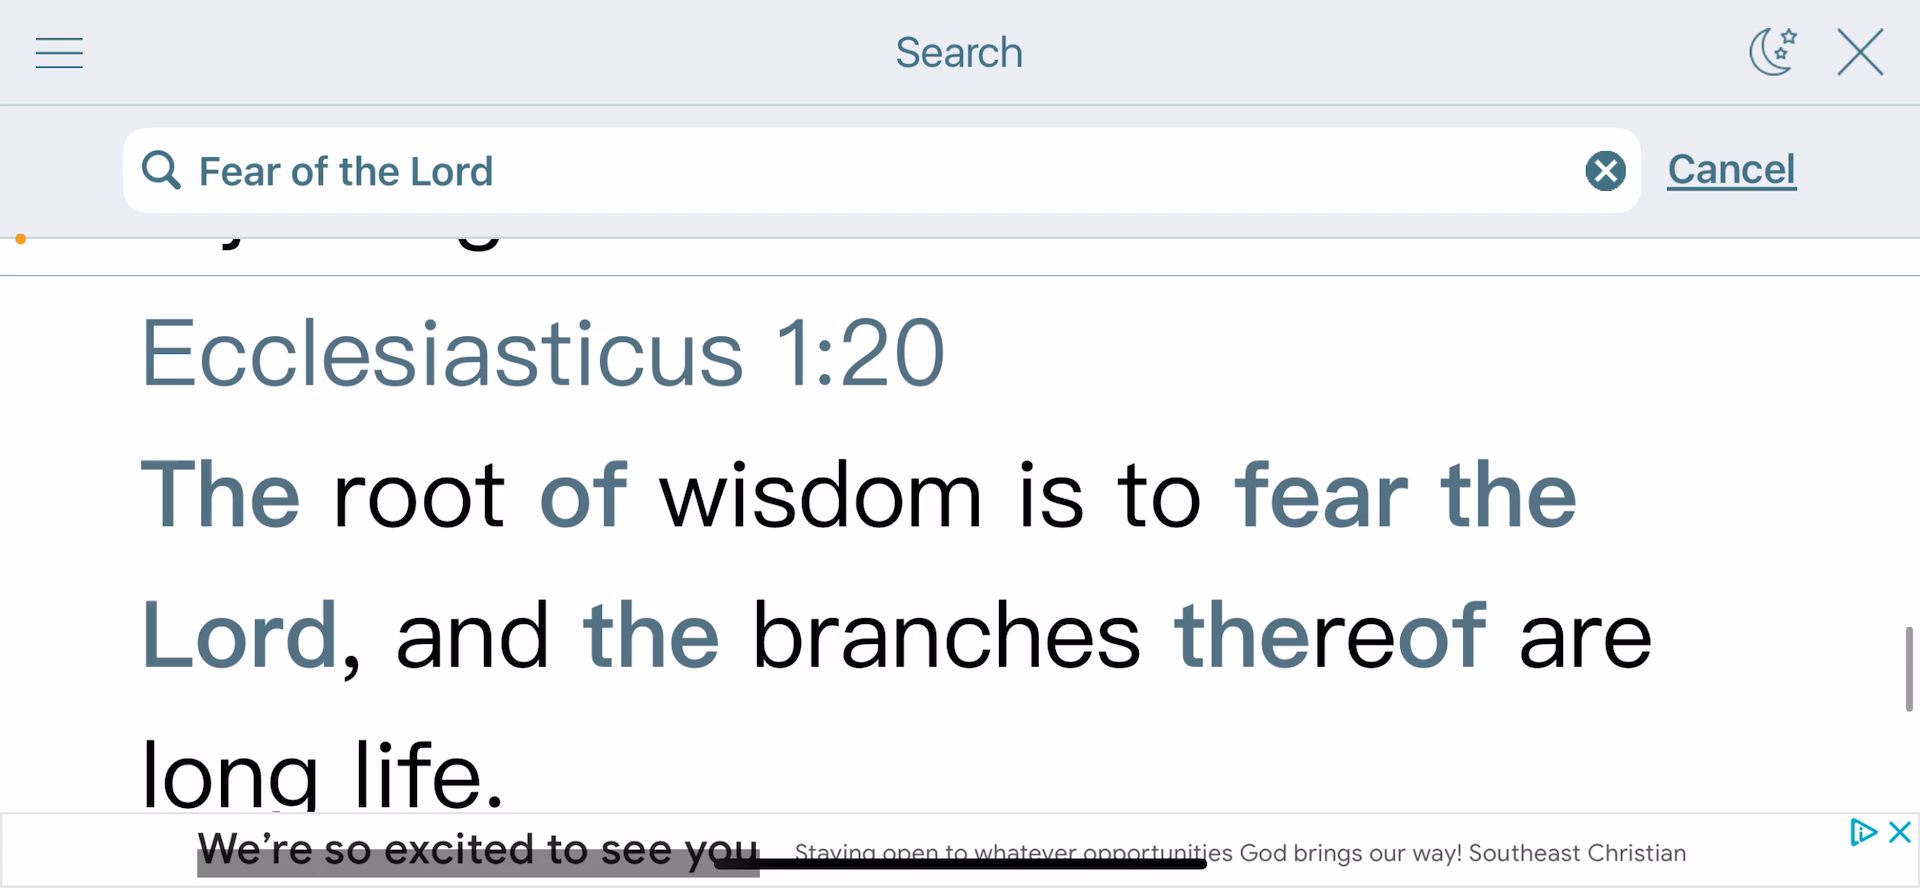 Search
Fear of the Lord
Cancel
Ecclesiasticus 1:20
The root of wisdom is to fear the
Lord, and the branches thereof are
long life.
We’re so excited to see you
Staying open to whatever opportunities God brings our way! Southeast Christian